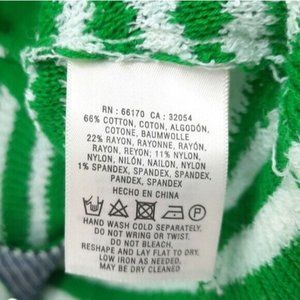 RN : 66170 CA : 32054
66% COTTON, COTON, ALGODÓN,
COTONE, BAUMWOLLE
22% RAYON, RAYONNE, RAYÓN,
RAYON, REYON; 11% NYLON,
NYLON, NILÓN, NAILON, NYLON
1% SPANDEX, SPANDEX, SPANDEX,
PANDEX, SPANDEX
HECHO EN CHINA
P
HAND WASH COLD SEPARATELY.
DO NOT WRING OR TWIST.
DO NOT BLEACH.
RESHAPE AND LAY FLAT TO DRY.
LOW IRON AS NEEDED.
MAY BE DRY CLEANED